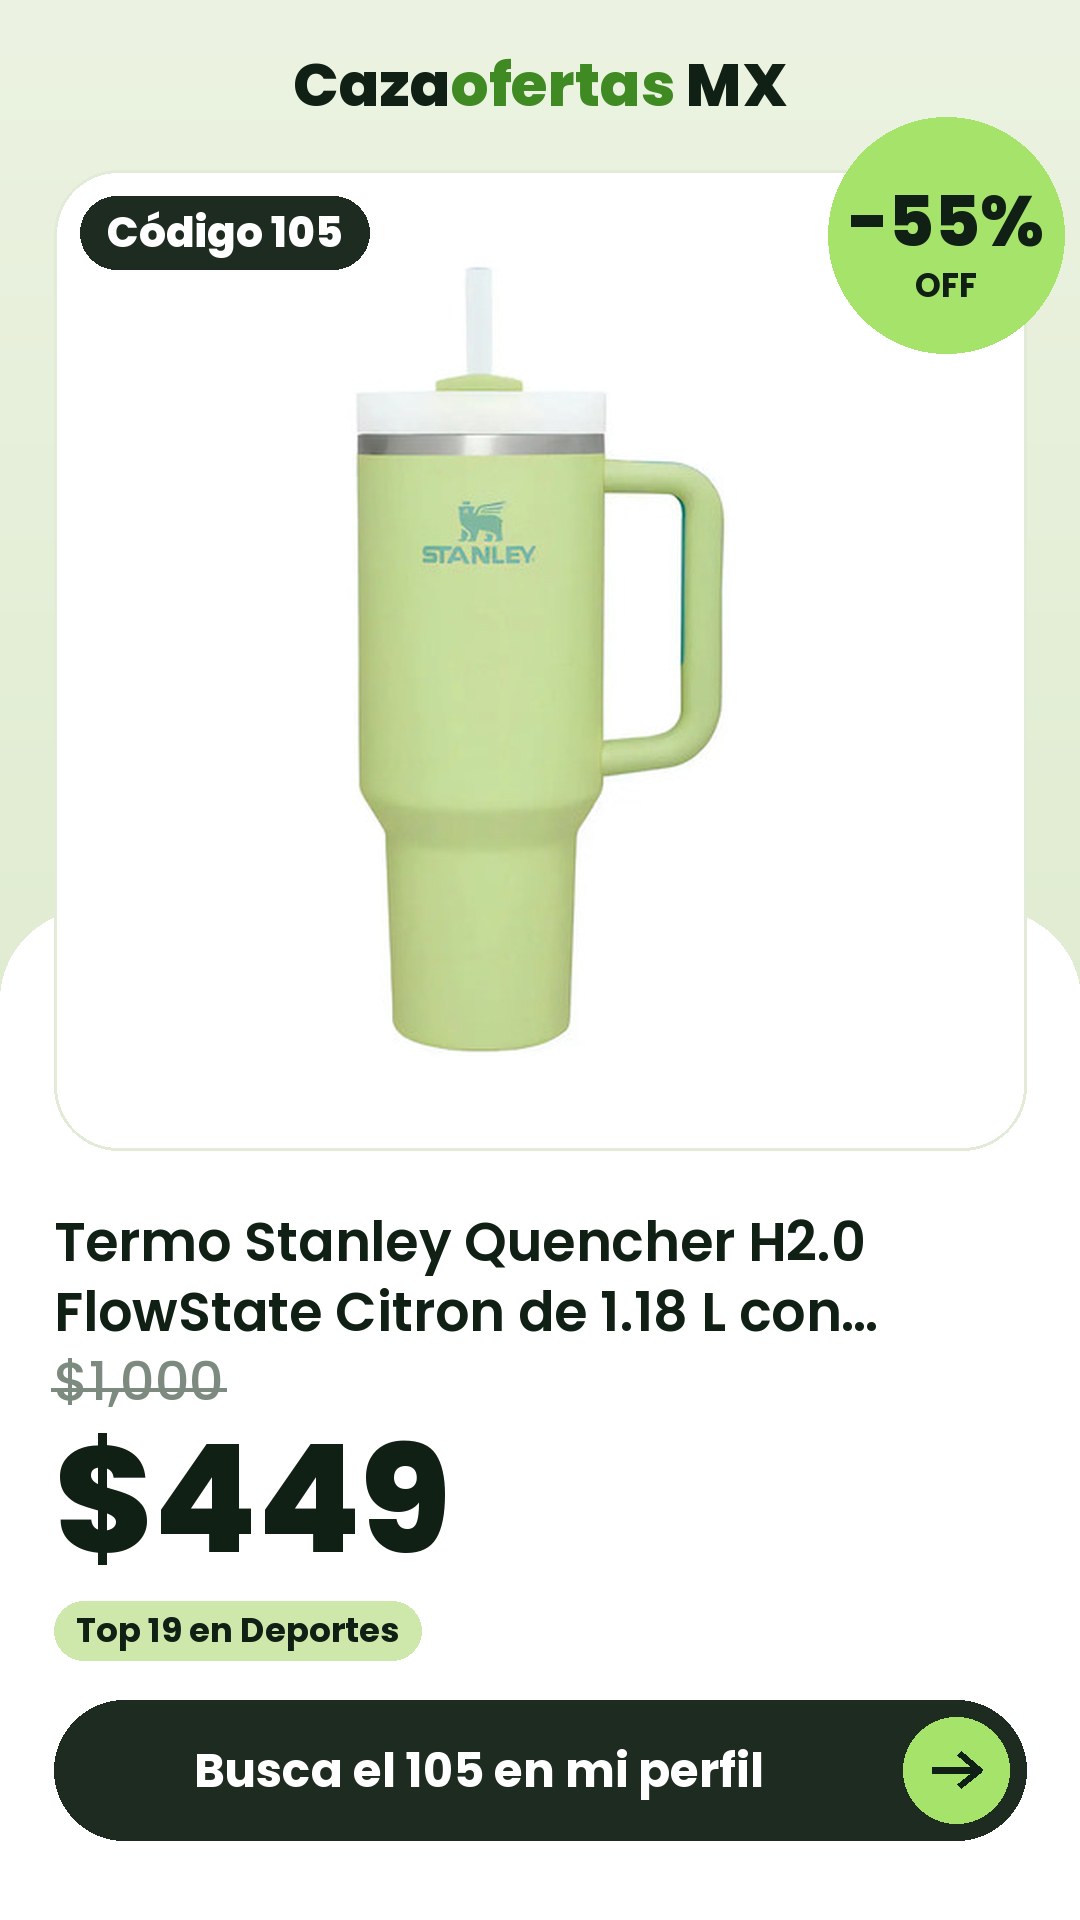 Cazaofertas MX
Código 105
-55%
OFF
STANLEY
Termo Stanley Quencher H2.0
FlowState Citron de 1.18 L con...
$1,000
$449
Top 19 en Deportes
Busca el 105 en mi perfil